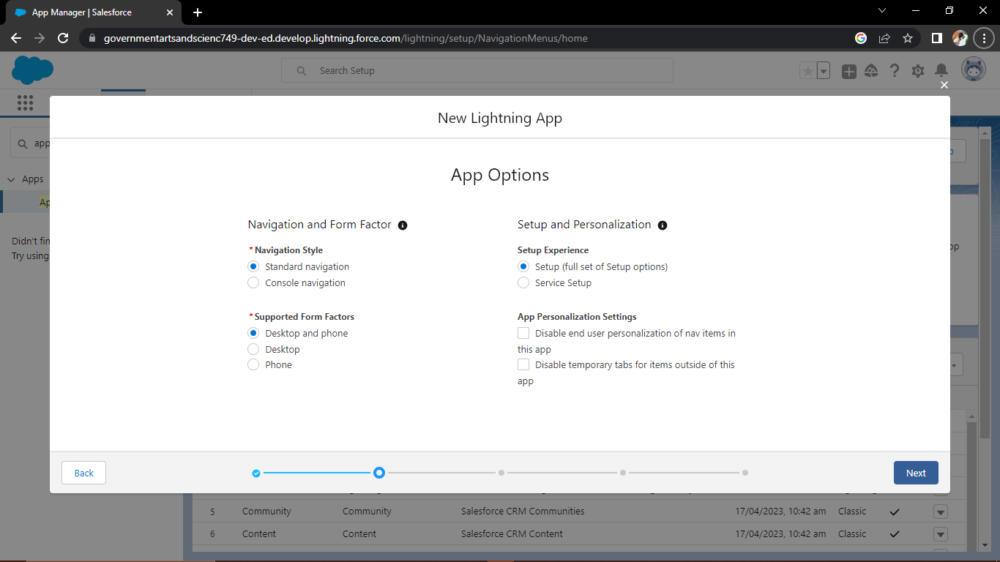 App Manager | Salesforce
governmentartsandscienc749-dev-ed.develop.lightning.force.com/lightning/setup/NavigationMenus/home
Search Setup
New Lightning App
app
Apps
Didn't
Try using
App Options
Navigation and Form Factor
Setup and Personalization
* Navigation Style
Setup Experience
Standard navigation
Setup (full set of Setup options)
Console navigation
Service Setup
* Supported Form Factors
App Personalization Settings
Desktop and phone
Disable end user personalization of nav items in
this app
Desktop
Phone
Disable temporary tabs for items outside of this
app
Back
Next
5 Community Community Salesforce CRM Communities 17/04/2023, 10:42 am Classic
6 Content Content Salesforce CRM Content 17/04/2023, 10:42 am Classic